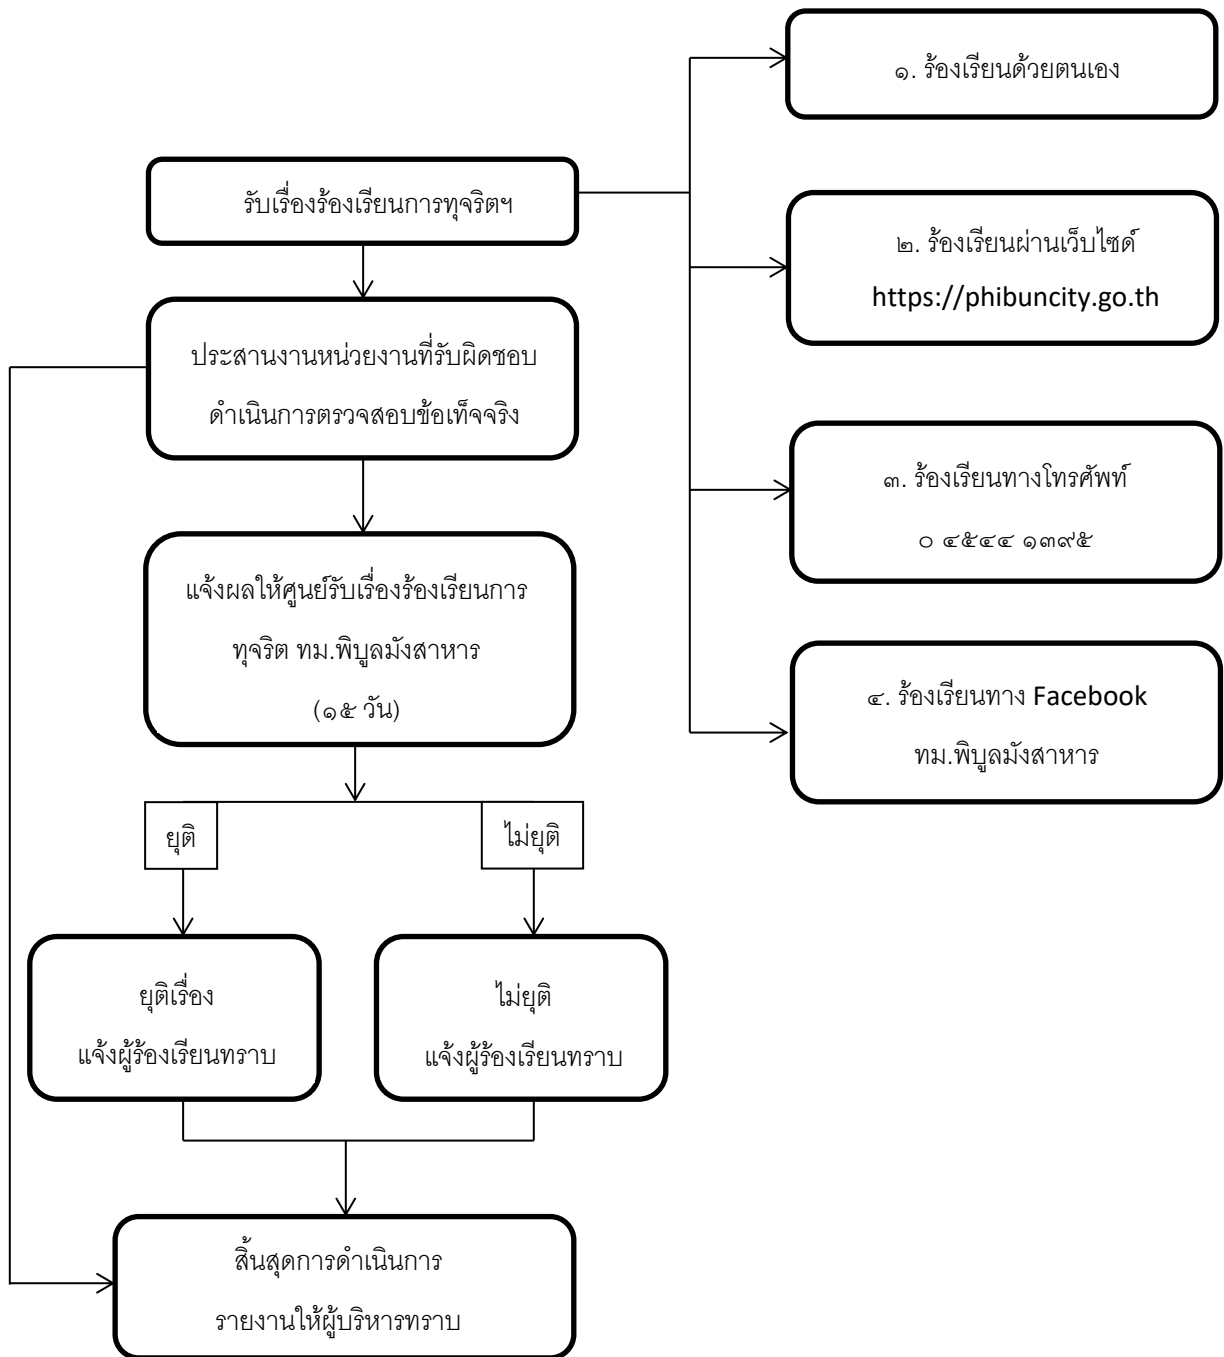 ๑. ร้องเรียนด้วยตนเอง
รับเรื่องร้องเรียนการทุจริตฯ
๒. ร้องเรียนผ่านเว็บไซด์
https://phibuncity.go.th
ประสานงานหน่วยงานที่รับผิดชอบ
ดำเนินการตรวจสอบข้อเท็จจริง
๓. ร้องเรียนทางโทรศัพท์
๐ ๔๕๔๔ ๑๓๙๕
แจ้งผลให้ศูนย์รับเรื่องร้องเรียนการ
ทุจริต ทม.พิบูลมังสาหาร
(๑๕ วัน)
๔. ร้องเรียนทาง Facebook
ทม.พิบูลมังสาหาร
ยุติ
ไม่ยุติ
ยุติเรื่อง
แจ้งผู้ร้องเรียนทราบ
ไม่ยุติ
แจ้งผู้ร้องเรียนทราบ
สิ้นสุดการดำเนินการ
รายงานให้ผู้บริหารทราบ